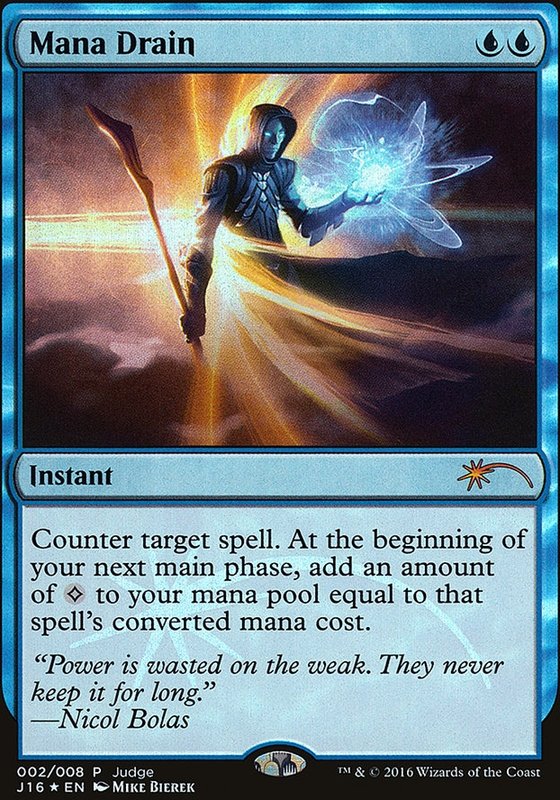 Mana Drain
Instant
Counter target spell. At the beginning of
your next main phase, add an amount
of to your mana pool equal to that
spell's converted mana cost.
“Power is wasted on the weak. They never
keep it for long.”
—Nicol Bolas
002/008 P Judge
J16 ★ EN Mike Bierek
™ & © 2016 Wizards of the Coast